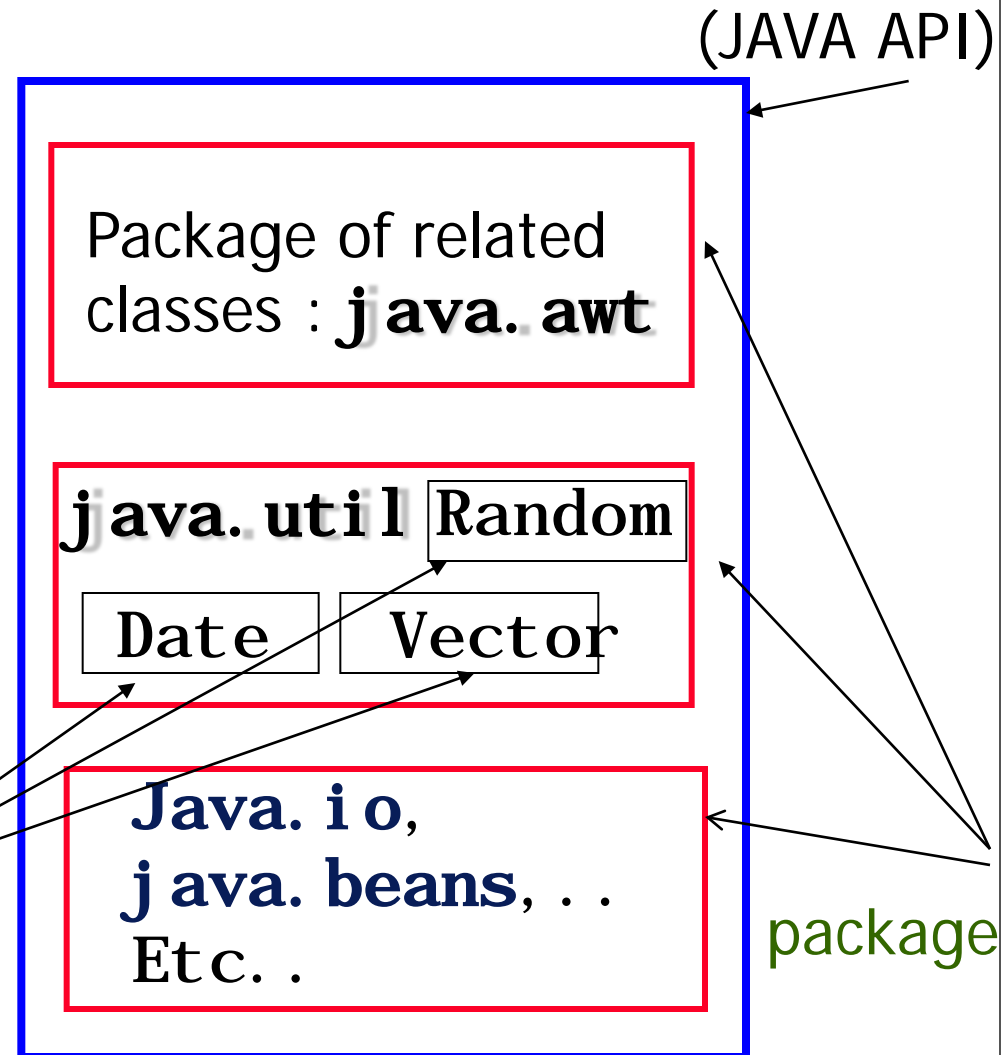 (JAVA API)
Package of related
classes : java.awt
java.util Random
Date Vector
Java.io,
java.beans,..
Etc..
package